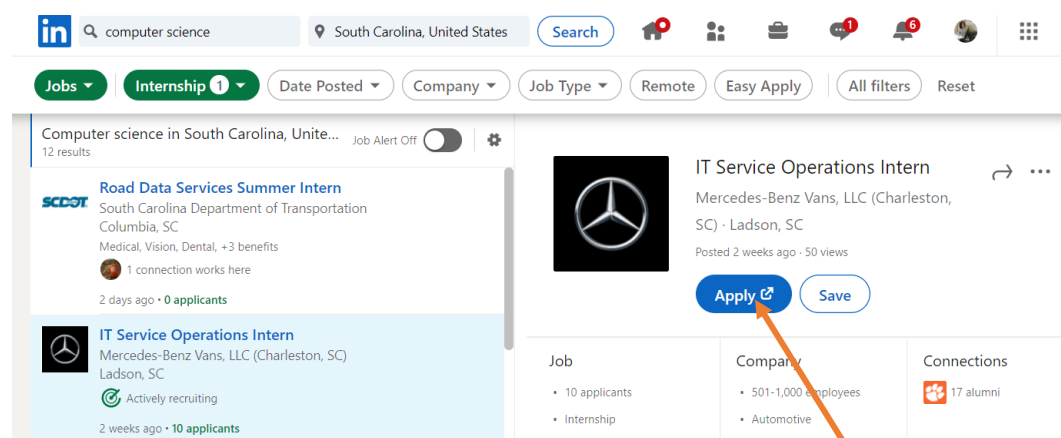 in computer science South Carolina, United States Search 1 6
Jobs Internship 1 Date Posted Company Job Type Remote Easy Apply All filters Reset
Computer science in South Carolina, Unite... Job Alert Off
12 results
SCDOT
Road Data Services Summer Intern
South Carolina Department of Transportation
Columbia, SC
Medical, Vision, Dental, +3 benefits
1 connection works here
2 days ago • 0 applicants
IT Service Operations Intern
Mercedes-Benz Vans, LLC (Charleston, SC)
Ladson, SC
Actively recruiting
2 weeks ago • 10 applicants
IT Service Operations Intern
Mercedes-Benz Vans, LLC (Charleston,
SC) · Ladson, SC
Posted 2 weeks ago · 50 views
Apply Save
Job
• 10 applicants
• Internship
Company
• 501-1,000 employees
• Automotive
Connections
17 alumni